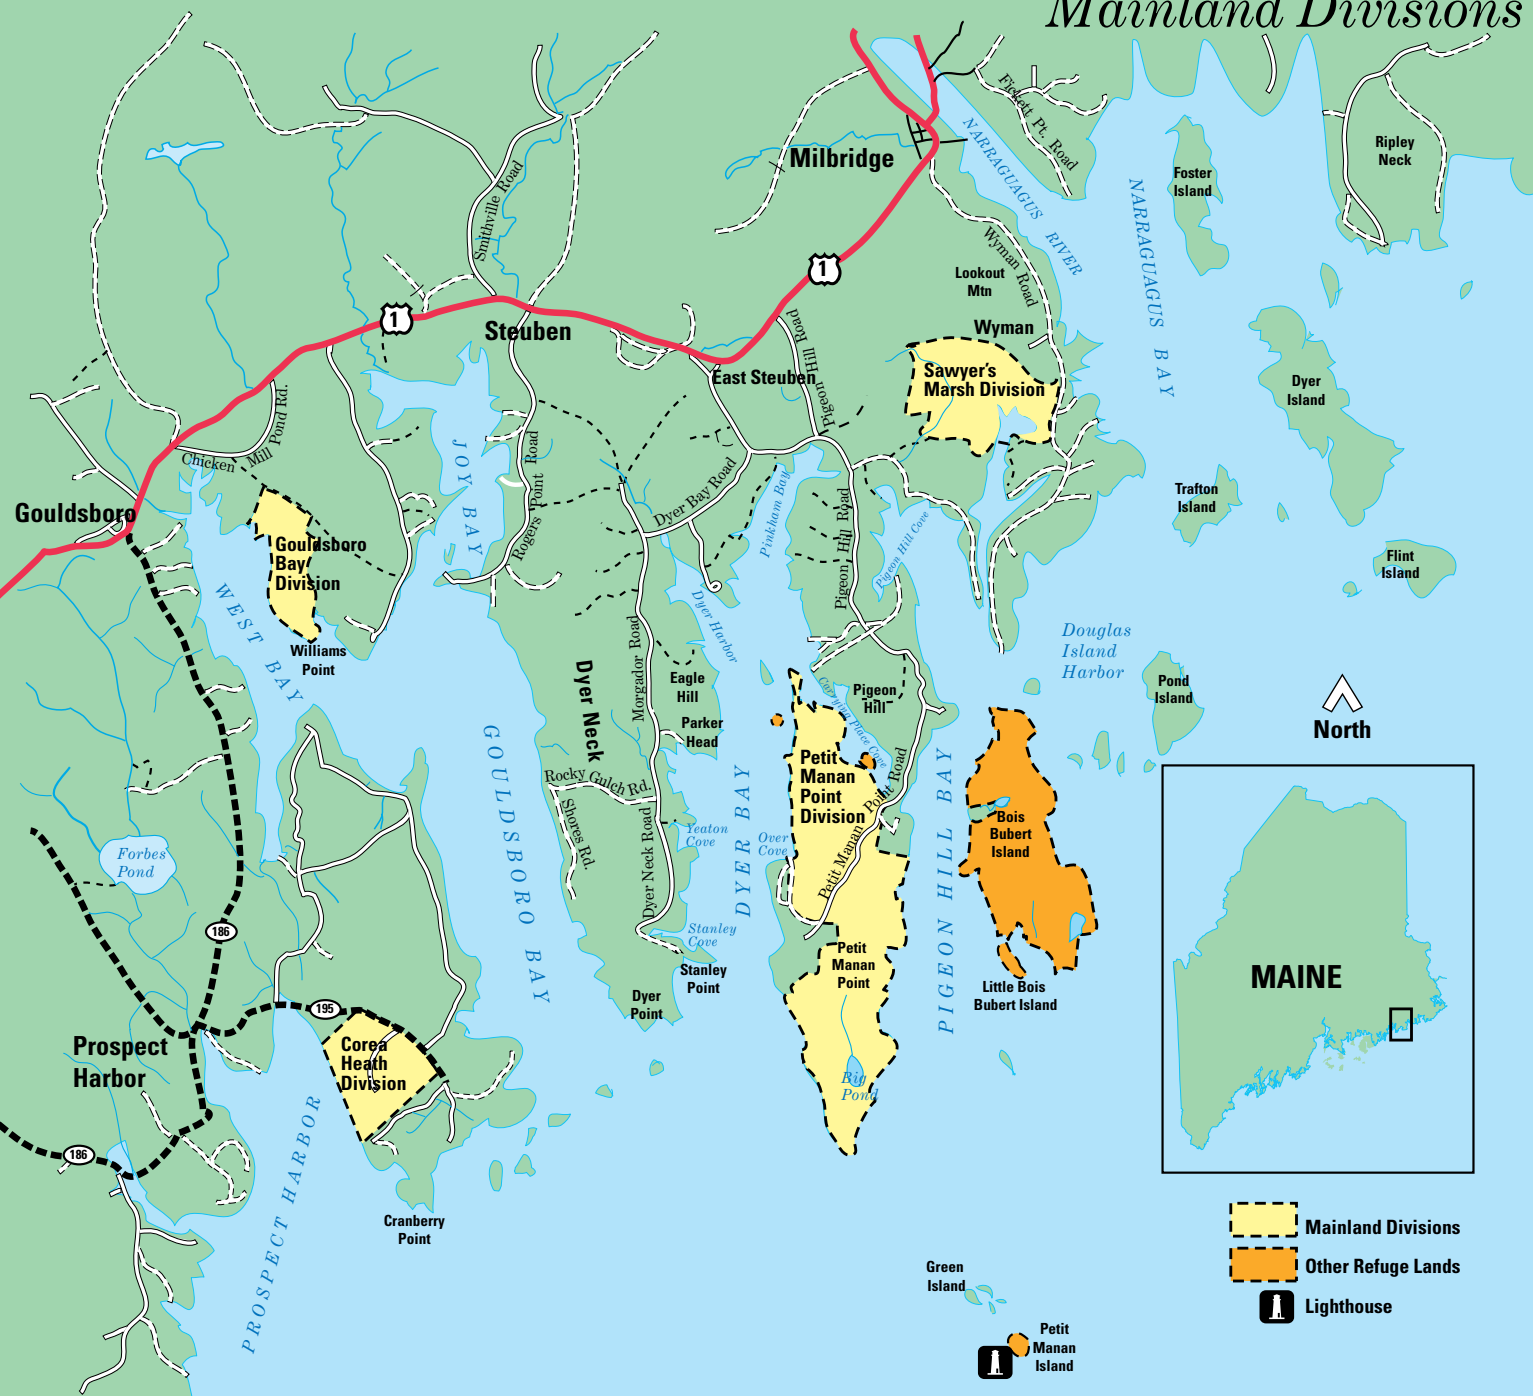 Mainland Divisions
Fickett Pt. Road
NARRAGUAGUS RIVER
Milbridge
Ripley
Neck
Foster
Island
NARRAGUAGUS BAY
Smithville Road
Wyman Road
Lookout
Mtn
1
1
Steuben
Wyman
Pigeon Hill Road
East Steuben
Sawyer's
Marsh Division
Dyer
Island
Chicken Mill Pond Rd.
JOY BAY
Rogers Point Road
Dyer Bay Road
Pinkham Bay
Pigeon Hill Road
Pigeon Hill Cove
Trafton
Island
Gouldsboro
Gouldsboro
Bay
Division
Flint
Island
WEST BAY
Williams
Point
Dyer Harbor
Douglas
Island
Harbor
Dyer Neck
Morgador Road
Eagle
Hill
Parker
Head
Carrying Place Cove
Pigeon
Hill
Pond
Island
North
GOULDSBORO BAY
Rocky Gulch Rd.
Shores Rd.
Dyer Neck Road
Yeaton
Cove
DYER BAY
Over
Cove
Petit
Manan
Point
Division
Petit Manan Point Road
PIGEON HILL BAY
Bois
Bubert
Island
Forbes
Pond
186
Stanley
Cove
Stanley
Point
Petit
Manan
Point
Little Bois
Bubert Island
MAINE
Dyer
Point
195
Prospect
Harbor
Corea
Heath
Division
Big
Pond
186
PROSPECT HARBOR
Cranberry
Point
Mainland Divisions
Other Refuge Lands
Lighthouse
Green
Island
Petit
Manan
Island